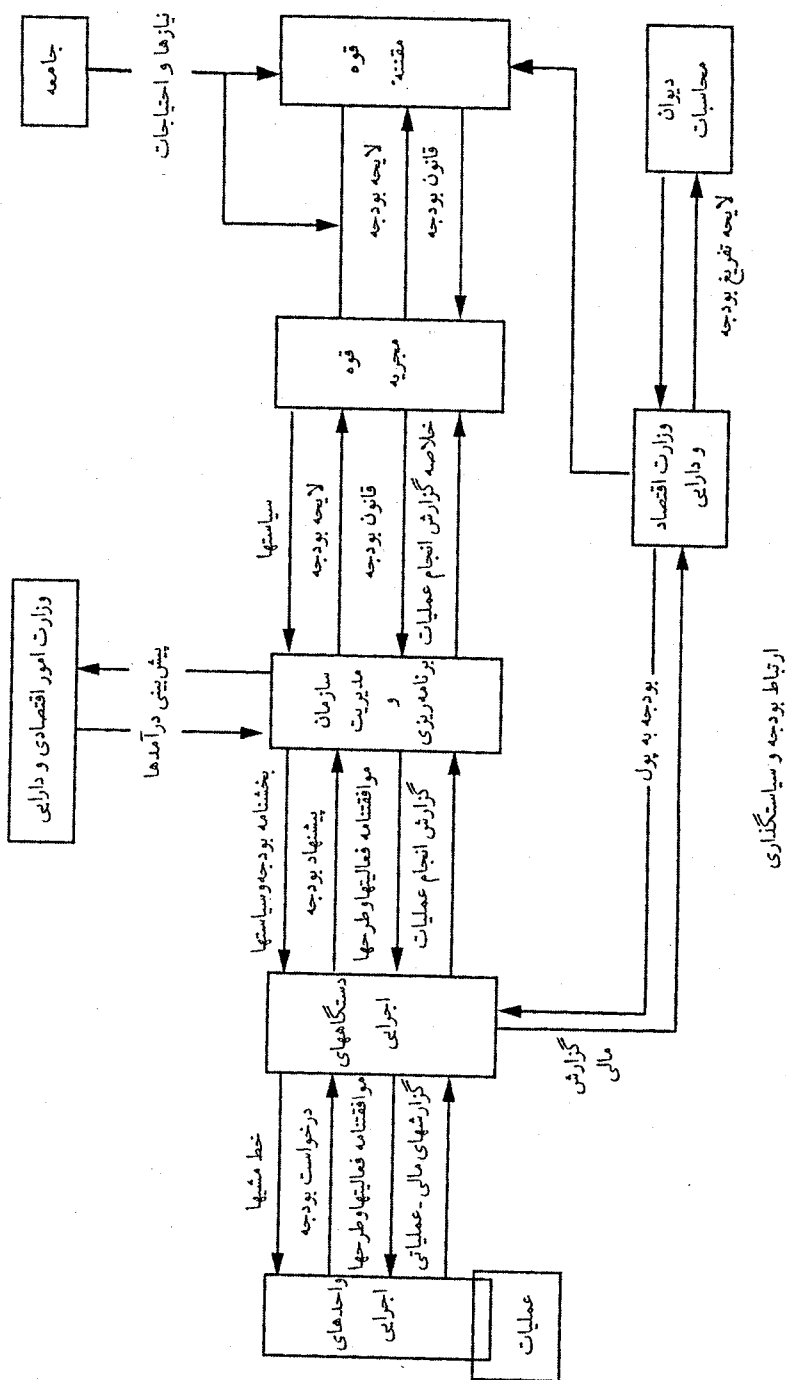 جامعه
نیازها و احتیاجات
قوه
مقننه
دیوان
محاسبات
لایحه بودجه
قانون بودجه
لایحه تفریغ بودجه
قوه
مجریه
وزارت اقتصاد
و دارایی
سیاستها
لایحه بودجه
قانون بودجه
خلاصه گزارش انجام عملیات
وزارت امور اقتصادی و دارایی
پیش‌بینی درآمدها
سازمان
مدیریت
و
برنامه‌ریزی
بودجه به پول
بخشنامه بودجه و سیاستها
پیشنهاد بودجه
موافقتنامه فعالیتها و طرحها
گزارش انجام عملیات
دستگاههای
اجرایی
گزارش
مالی
خط مشیها
درخواست بودجه
موافقتنامه فعالیتها و طرحها
گزارشهای مالی - عملیاتی
واحدهای
اجرایی
عملیات
ارتباط بودجه و سیاستگذاری